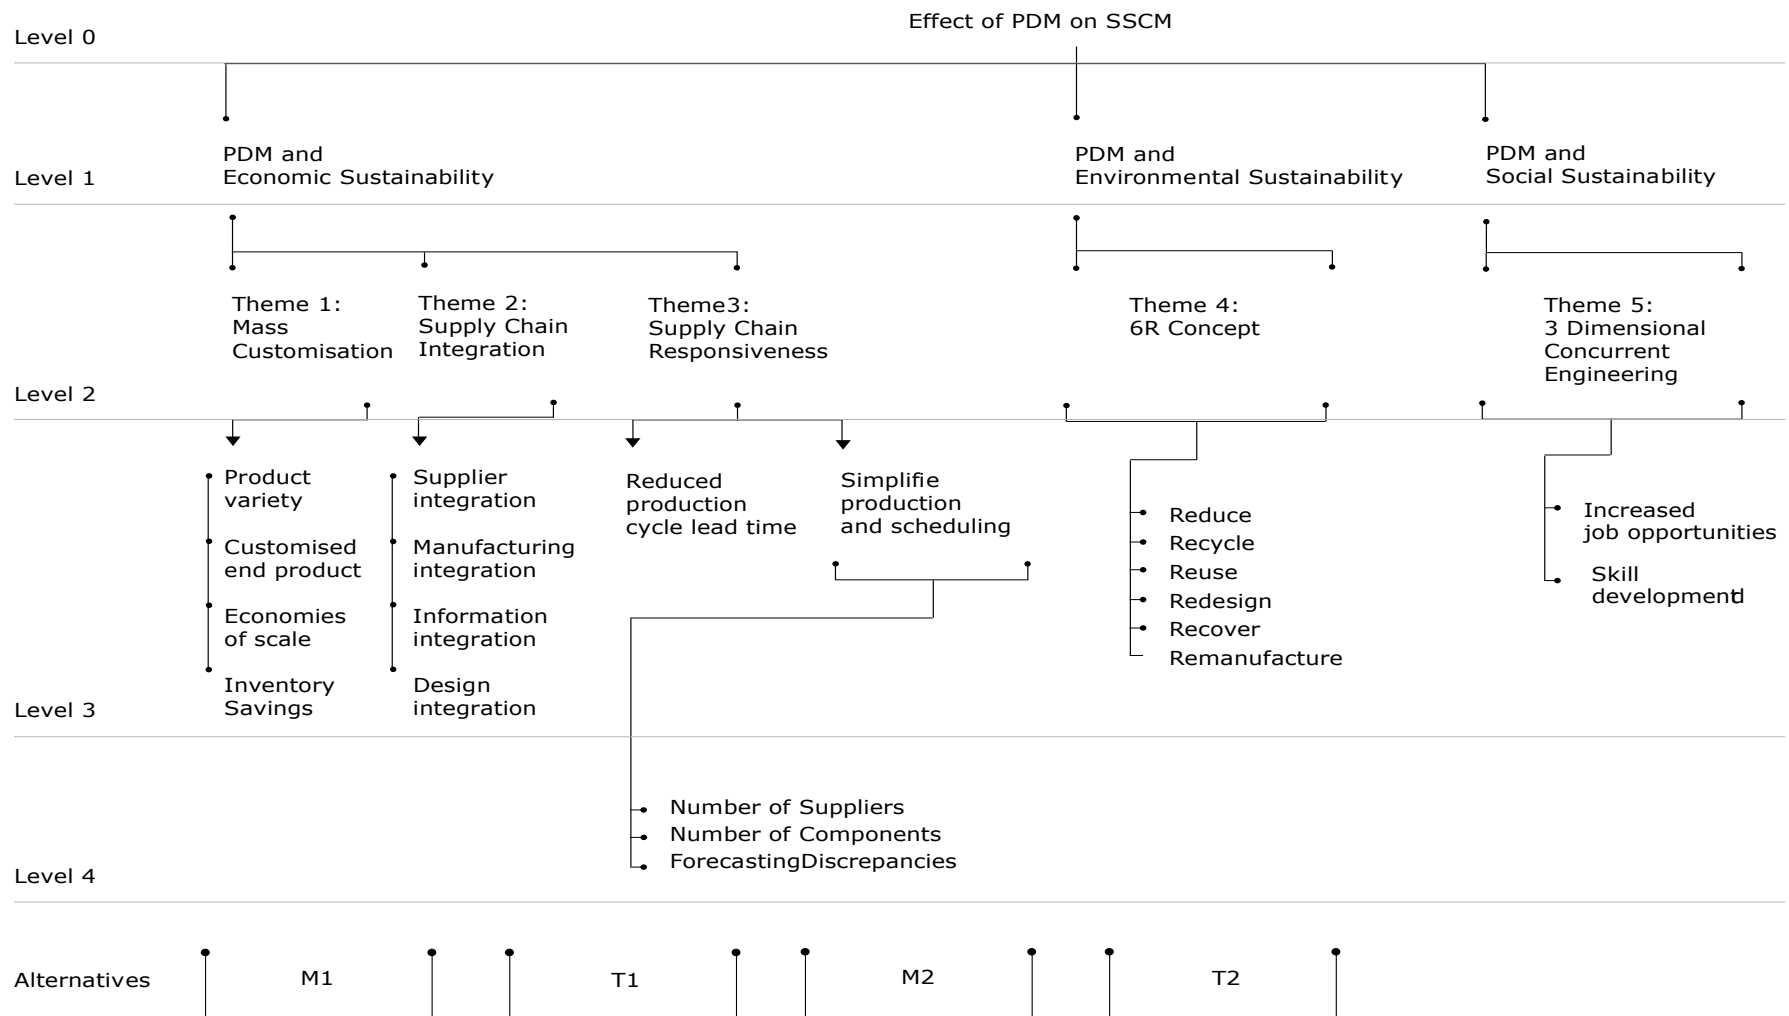 Effect of PDM on SSCM
Level 0
PDM and
Economic Sustainability
PDM and
Environmental Sustainability
PDM and
Social Sustainability
Level 1
Theme 1:
Mass
Customisation
Theme 2:
Supply Chain
Integration
Theme3:
Supply Chain
Responsiveness
Theme 4:
6R Concept
Theme 5:
3 Dimensional
Concurrent
Engineering
Level 2
Product
variety
Customised
end product
Economies
of scale
Inventory
Savings
Supplier
integration
Manufacturing
integration
Information
integration
Design
integration
Reduced
production
cycle lead time
Simplifie
production
and scheduling
Reduce
Recycle
Reuse
Redesign
Recover
Remanufacture
Increased
job opportunities
Skill
developmentd
Level 3
Number of Suppliers
Number of Components
ForecastingDiscrepancies
Level 4
Alternatives
M1
T1
M2
T2